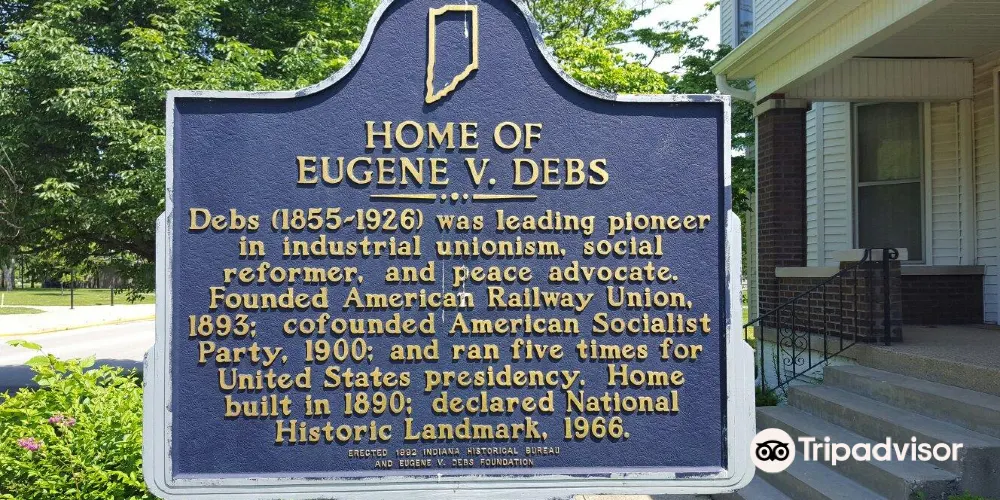 HOME OF
EUGENE V. DEBS
Debs (1855-1926) was leading pioneer
in industrial unionism, social
reformer, and peace advocate.
Founded American Railway Union,
1893; cofounded American Socialist
Party, 1900; and ran five times for
United States presidency. Home
built in 1890; declared National
Historic Landmark, 1966.
ERECTED 1992 INDIANA HISTORICAL BUREAU
AND EUGENE V. DEBS FOUNDATION
Tripadvisor